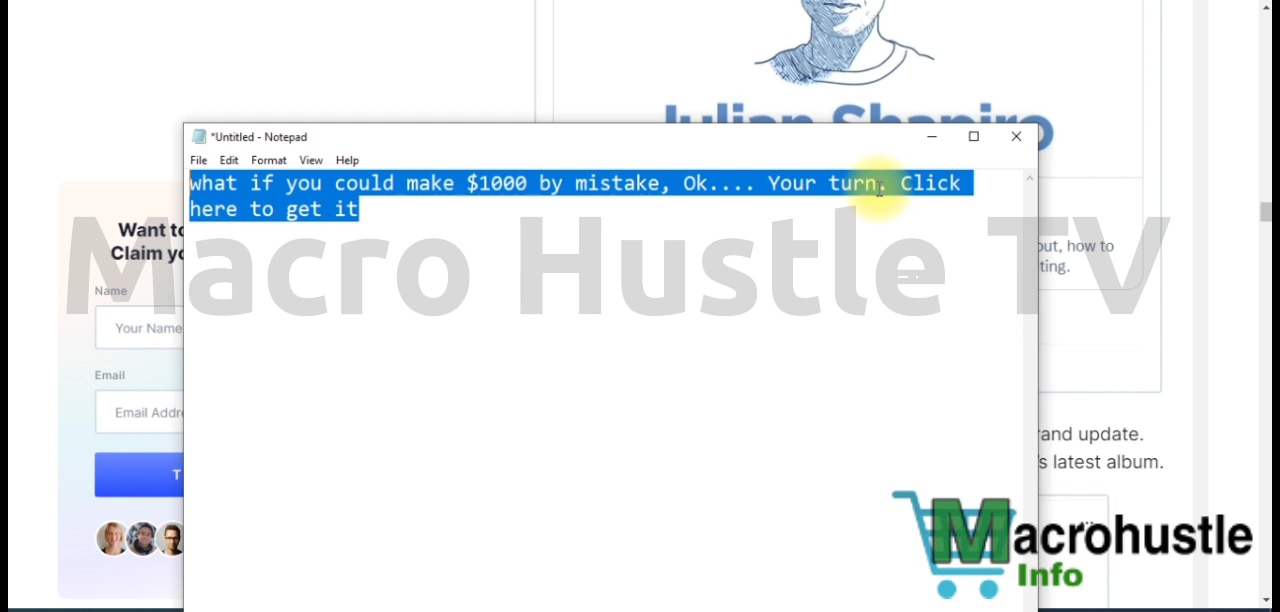 Julian Shapiro
*Untitled - Notepad
File Edit Format View Help
what if you could make $1000 by mistake, Ok.... Your turn. Click
here to get it
Want to
Claim yo
out, how to
ting.
Macro Hustle TV
Name
Your Name
Email
Email Addre
T
rand update.
's latest album.
Macrohustle
Info